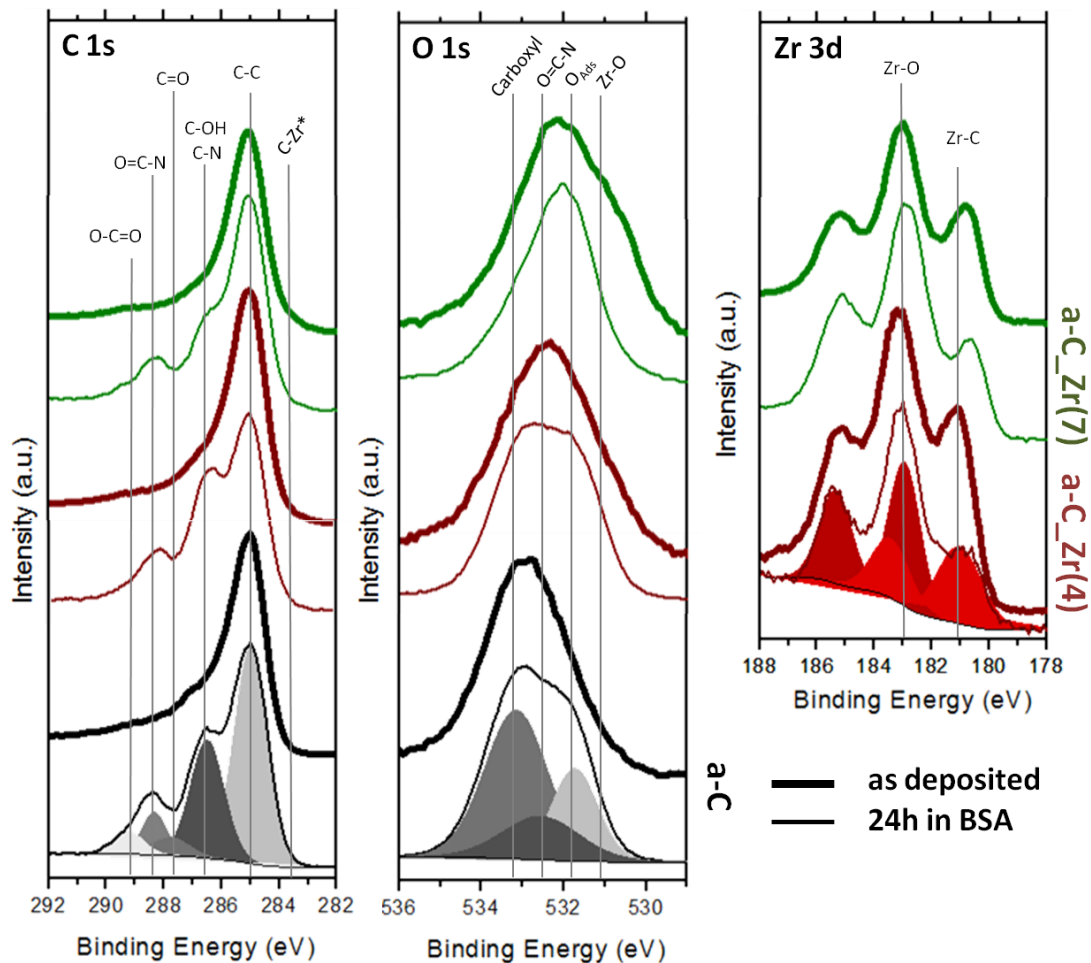 C 1s
C=O
C-C
C-OH
C-N
O=C-N
O-C=O
C-Zr*
Intensity (a.u.)
292 290 288 286 284 282
Binding Energy (eV)
O 1s
Carboxyl
O=C-N
OAds
Zr-O
Intensity (a.u.)
536 534 532 530
Binding Energy (eV)
a-C
Zr 3d
Zr-O
Zr-C
Intensity (a.u.)
188 186 184 182 180 178
Binding Energy (eV)
a-C_Zr(7)
a-C_Zr(4)
as deposited
24h in BSA